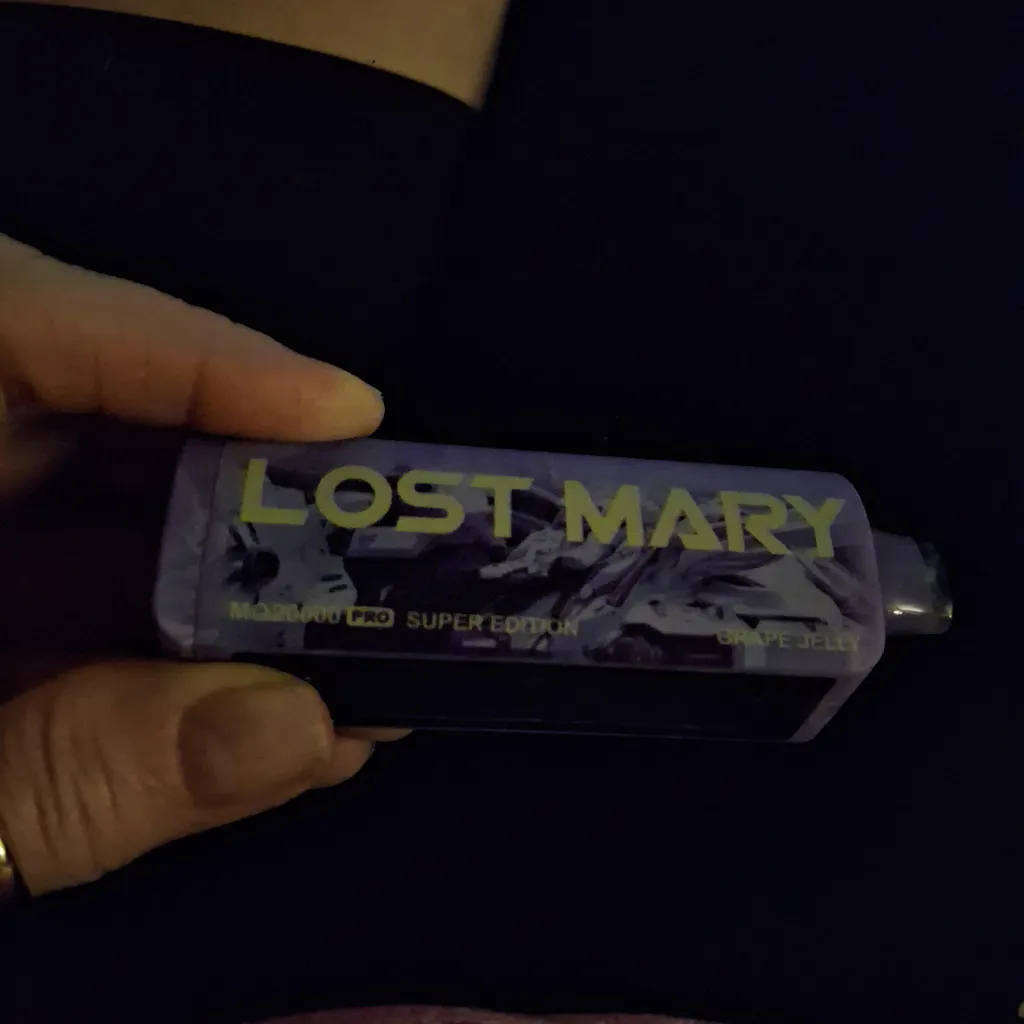 LOST MARY
MO20000 PRO SUPER EDITION
GRAPE JELLY